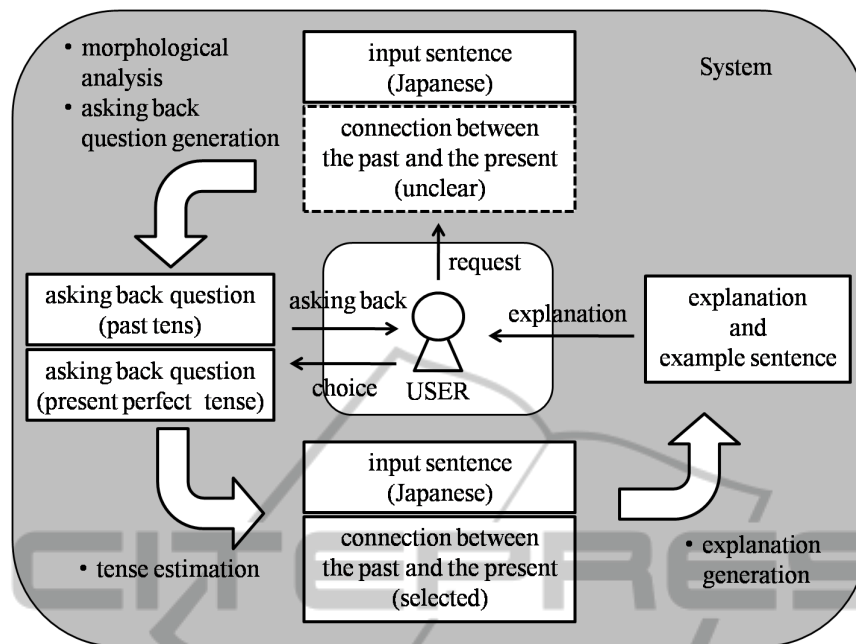 • morphological
analysis
• asking back
question generation
input sentence
(Japanese)
System
connection between
the past and the present
(unclear)
request
asking back question
(past tens)
asking back
explanation
explanation
and
example sentence
asking back question
(present perfect tense)
choice
USER
input sentence
(Japanese)
connection between
the past and the present
(selected)
• tense estimation
• explanation
generation
CITEPRES